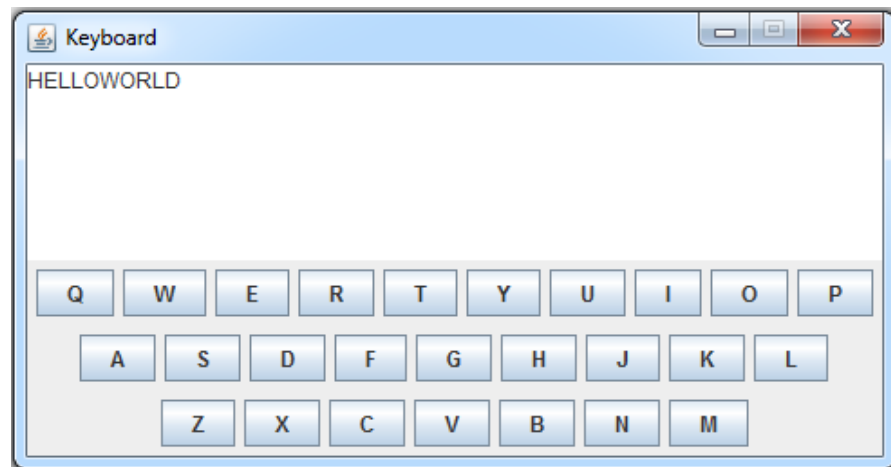 Keyboard
HELLOWORLD
Q W E R T Y U I O P
A S D F G H J K L
Z X C V B N M